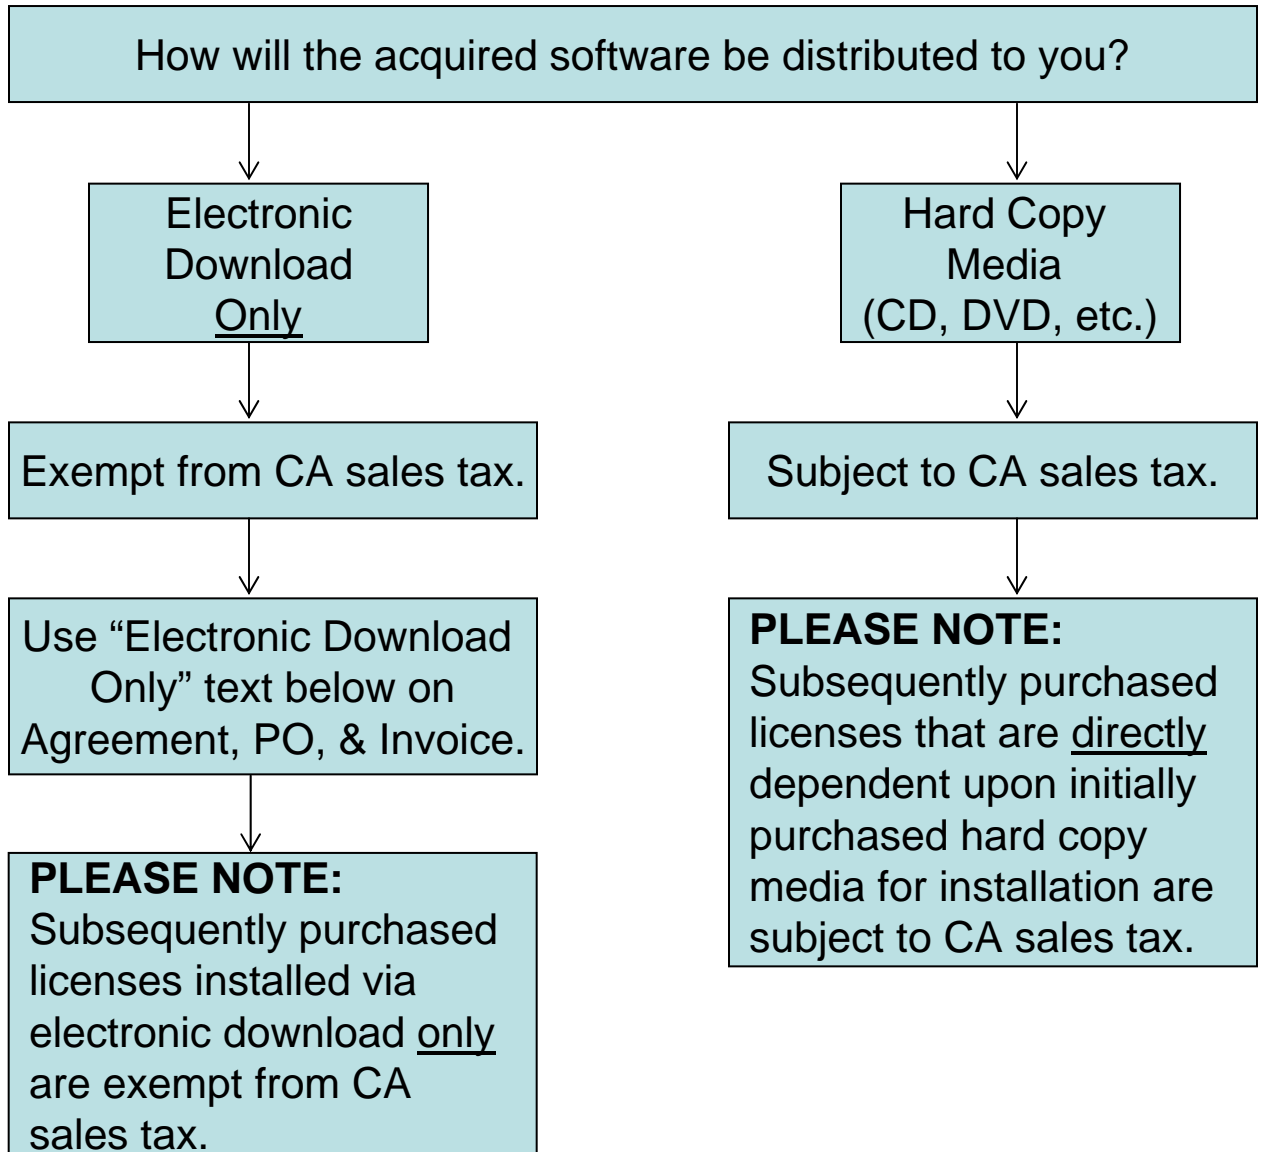 How will the acquired software be distributed to you?
Electronic
Download
Only
Hard Copy
Media
(CD, DVD, etc.)
Exempt from CA sales tax.
Subject to CA sales tax.
Use “Electronic Download
Only” text below on
Agreement, PO, & Invoice.
PLEASE NOTE:
Subsequently purchased
licenses that are directly
dependent upon initially
purchased hard copy
media for installation are
subject to CA sales tax.
PLEASE NOTE:
Subsequently purchased
licenses installed via
electronic download only
are exempt from CA
sales tax.